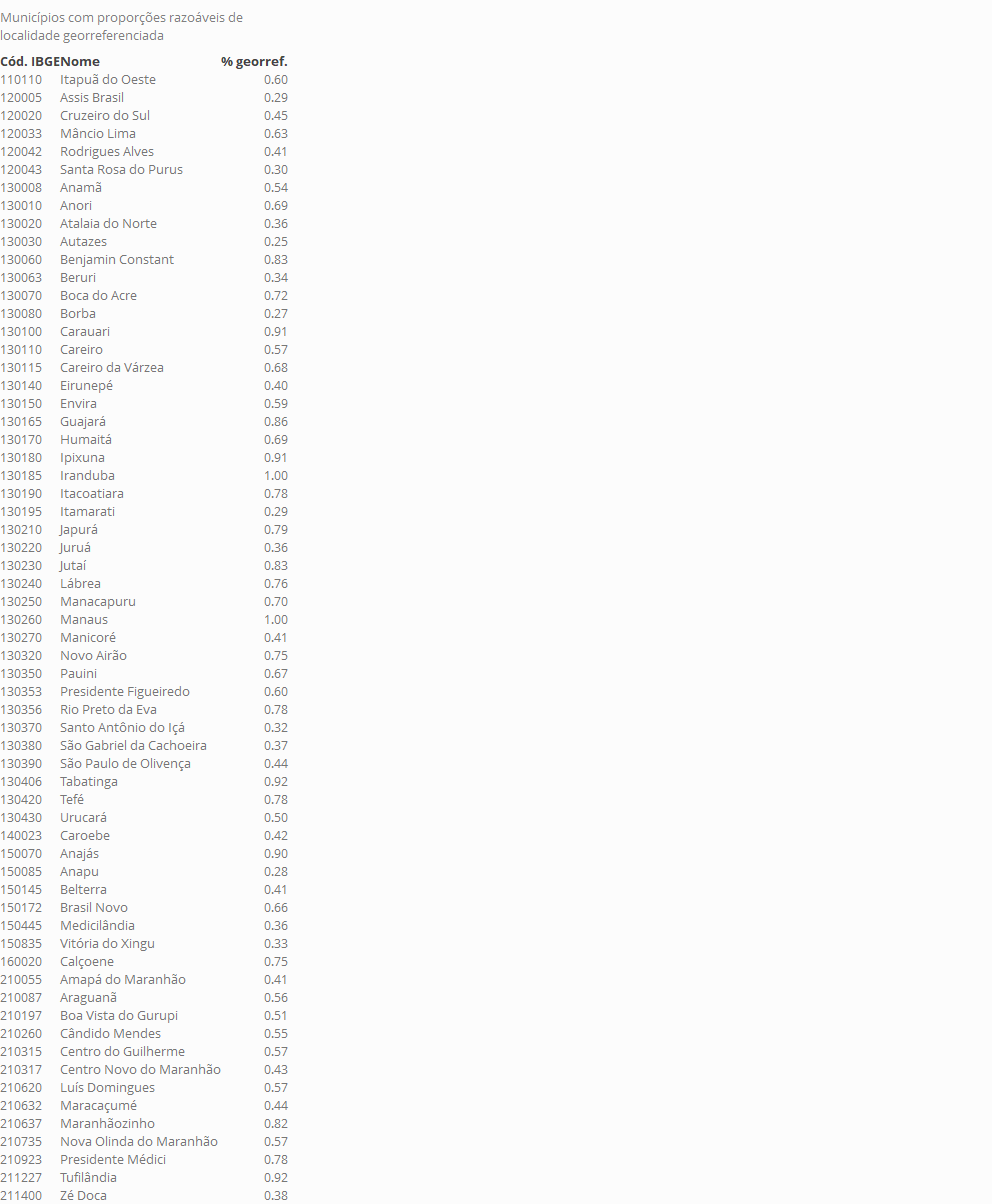 Municípios com proporções razoáveis de
localidade georreferenciada
Cód. IBGENome % georref.
110110 Itapuã do Oeste 0.60
120005 Assis Brasil 0.29
120020 Cruzeiro do Sul 0.45
120033 Mâncio Lima 0.63
120042 Rodrigues Alves 0.41
120043 Santa Rosa do Purus 0.30
130008 Anamã 0.54
130010 Anori 0.69
130020 Atalaia do Norte 0.36
130030 Autazes 0.25
130060 Benjamin Constant 0.83
130063 Beruri 0.34
130070 Boca do Acre 0.72
130080 Borba 0.27
130100 Carauari 0.91
130110 Careiro 0.57
130115 Careiro da Várzea 0.68
130140 Eirunepé 0.40
130150 Envira 0.59
130165 Guajará 0.86
130170 Humaitá 0.69
130180 Ipixuna 0.91
130185 Iranduba 1.00
130190 Itacoatiara 0.78
130195 Itamarati 0.29
130210 Japurá 0.79
130220 Juruá 0.36
130230 Jutaí 0.83
130240 Lábrea 0.76
130250 Manacapuru 0.70
130260 Manaus 1.00
130270 Manicoré 0.41
130320 Novo Airão 0.75
130350 Pauini 0.67
130353 Presidente Figueiredo 0.60
130356 Rio Preto da Eva 0.78
130370 Santo Antônio do Içá 0.32
130380 São Gabriel da Cachoeira 0.37
130390 São Paulo de Olivença 0.44
130406 Tabatinga 0.92
130420 Tefé 0.78
130430 Urucará 0.50
140023 Caroebe 0.42
150070 Anajás 0.90
150085 Anapu 0.28
150145 Belterra 0.41
150172 Brasil Novo 0.66
150445 Medicilândia 0.36
150835 Vitória do Xingu 0.33
160020 Calçoene 0.75
210055 Amapá do Maranhão 0.41
210087 Araguanã 0.56
210197 Boa Vista do Gurupi 0.51
210260 Cândido Mendes 0.55
210315 Centro do Guilherme 0.57
210317 Centro Novo do Maranhão 0.43
210620 Luís Domingues 0.57
210632 Maracaçumé 0.44
210637 Maranhãozinho 0.82
210735 Nova Olinda do Maranhão 0.57
210923 Presidente Médici 0.78
211227 Tufilândia 0.92
211400 Zé Doca 0.38